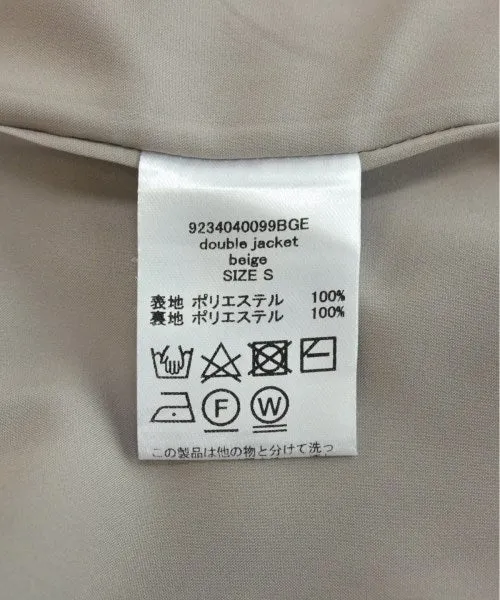 9234040099BGE
double jacket
beige
SIZE S
表地 ポリエステル 100%
裏地 ポリエステル 100%
F W
この製品は他の物と分けて洗っ